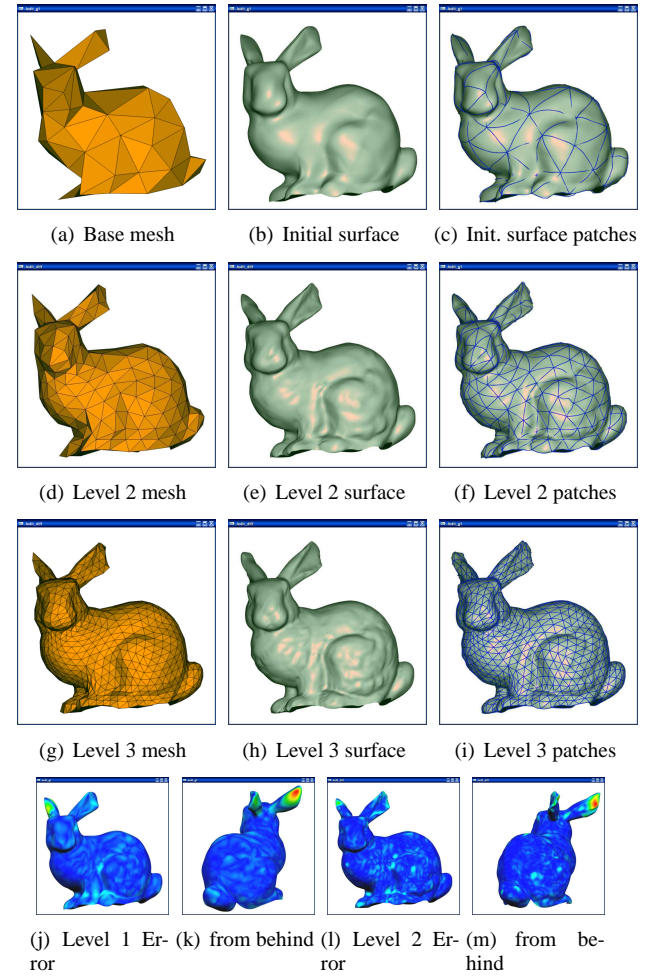 (a) Base mesh
(b) Initial surface
(c) Init. surface patches
(d) Level 2 mesh
(e) Level 2 surface
(f) Level 2 patches
(g) Level 3 mesh
(h) Level 3 surface
(i) Level 3 patches
(j) Level 1 Er-
ror
(k) from behind
(l) Level 2 Er-
ror
(m) from be-
hind